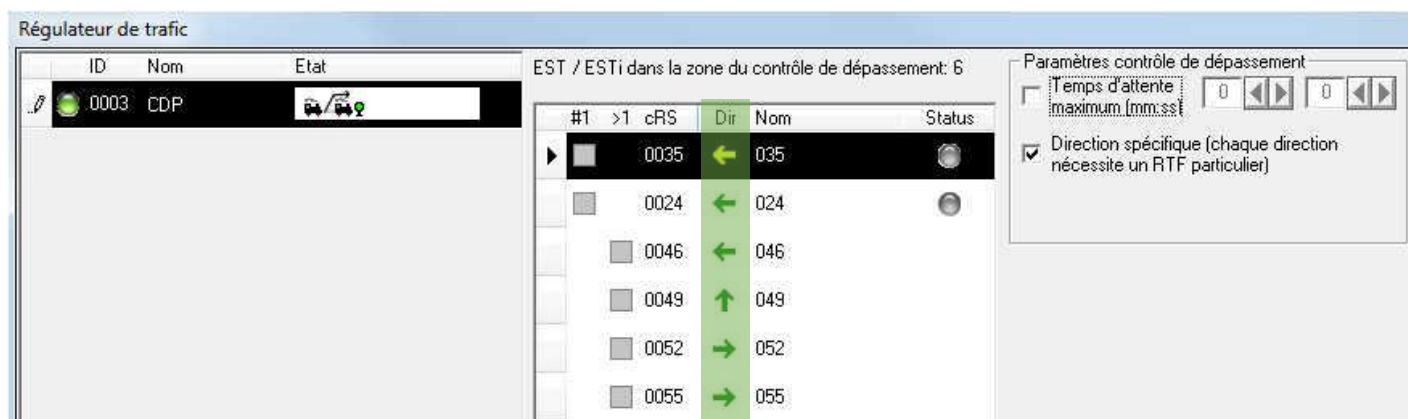 Régulateur de trafic
ID Nom Etat
0003 CDP
EST / ESTi dans la zone du contrôle de dépassement: 6
#1 >1 cRS Dir Nom Status
0035 035
0024 024
0046 046
0049 049
0052 052
0055 055
Paramètres contrôle de dépassement
Temps d'attente
maximum (mm:ss)
0 0
Direction spécifique (chaque direction
nécessite un RTF particulier)